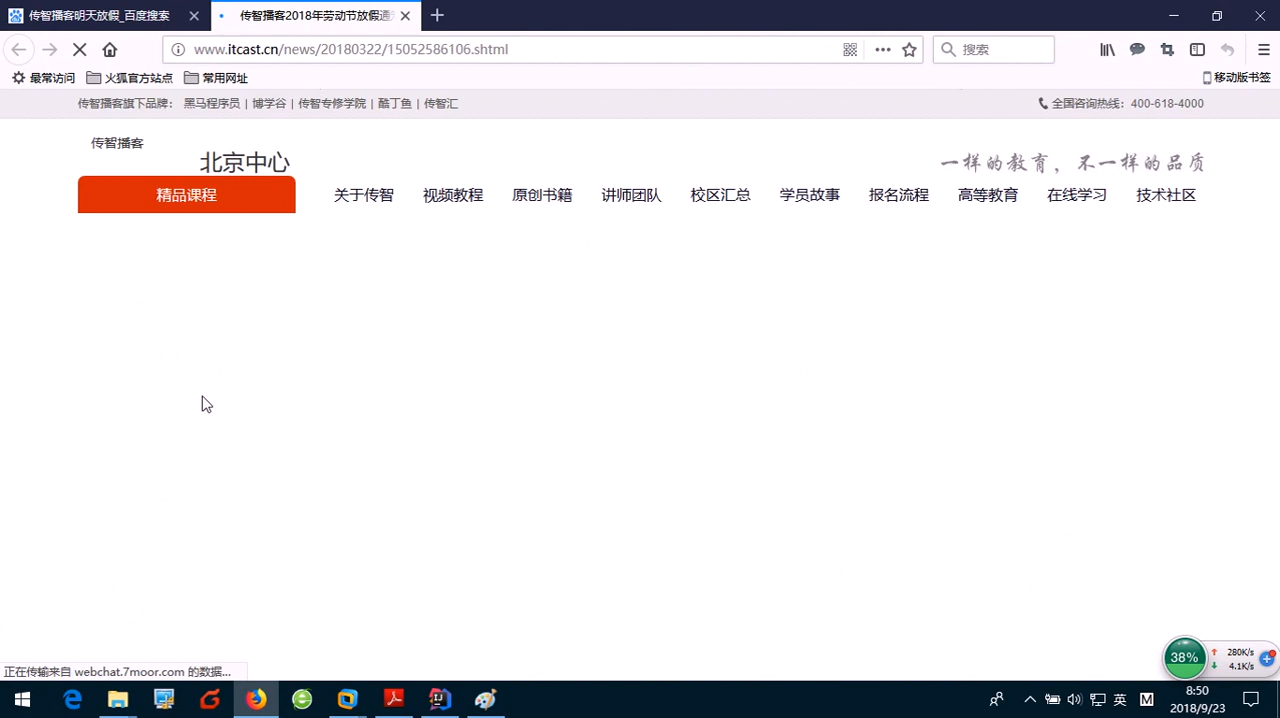 传智播客明天放假_百度搜索
传智播客2018年劳动节放假通知
www.itcast.cn/news/20180322/15052586106.shtml
搜索
最常访问
火狐官方站点
常用网址
移动版书签
传智播客旗下品牌: 黑马程序员 | 博学谷 | 传智专修学院 | 酷丁鱼 | 传智汇
全国咨询热线: 400-618-4000
传智播客
北京中心
一样的教育，不一样的品质
精品课程
关于传智 视频教程 原创书籍 讲师团队 校区汇总 学员故事 报名流程 高等教育 在线学习 技术社区
正在传输来自 webchat.7moor.com 的数据...
38%
280K/s
4.1K/s
英
M
8:50
2018/9/23